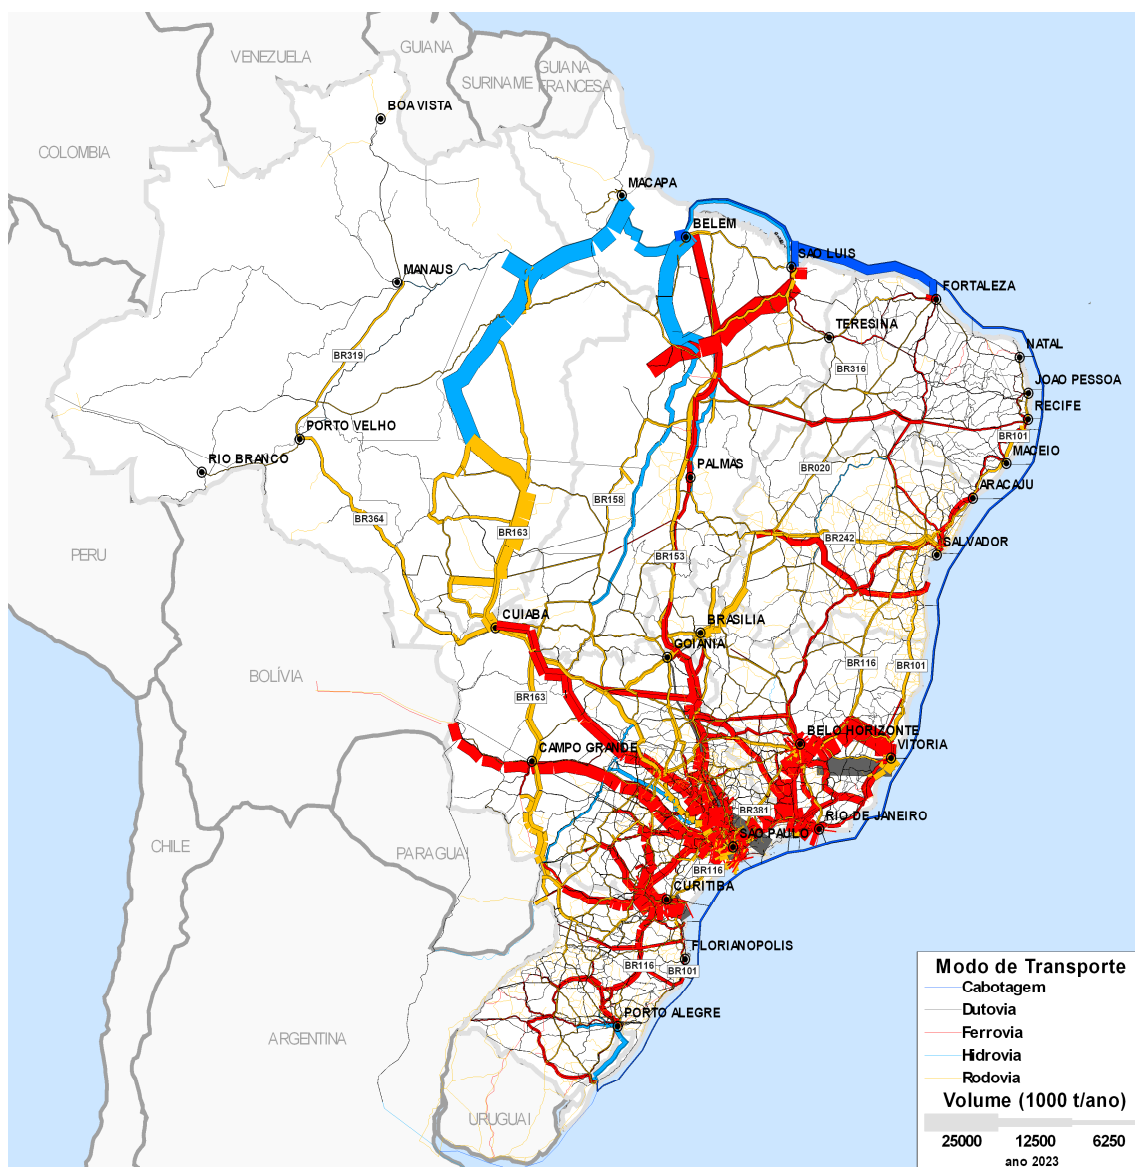 GUIANA
VENEZUELA
SURINAME
GUIANA
FRANCESA
BOA VISTA
COLOMBIA
MACAPA
BELEM
SAO LUIS
MANAUS
FORTALEZA
TERESINA
NATAL
BR319
BR316
JOAO PESSOA
RECIFE
PORTO VELHO
BR101
MACEIO
RIO BRANCO
PALMAS
BR020
ARACAJU
BR158
BR364
BR163
BR242
SALVADOR
PERU
BR153
CUIABA
BRASILIA
GOIANIA
BR116
BR101
BOLÍVIA
BR163
BELO HORIZONTE
VITORIA
CAMPO GRANDE
BR381
RIO DE JANEIRO
SAO PAULO
CHILE
PARAGUAI
BR116
CURITIBA
FLORIANOPOLIS
BR116
BR101
PORTO ALEGRE
ARGENTINA
URUGUAI
Modo de Transporte
Cabotagem
Dutovia
Ferrovia
Hidrovia
Rodovia
Volume (1000 t/ano)
25000 12500 6250
ano 2023